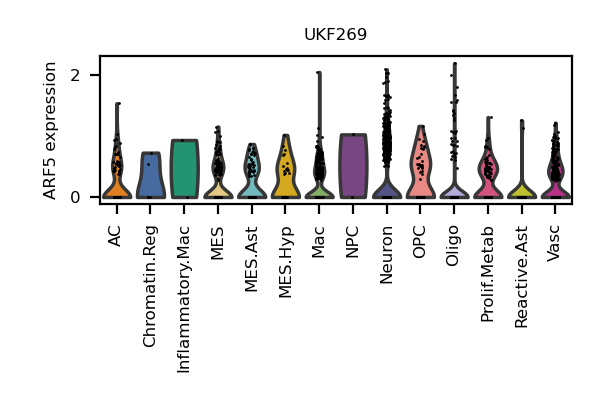 UKF269
ARF5 expression
2
0
AC
Chromatin.Reg
Inflammatory.Mac
MES
MES.Ast
MES.Hyp
Mac
NPC
Neuron
OPC
Oligo
Prolif.Metab
Reactive.Ast
Vasc